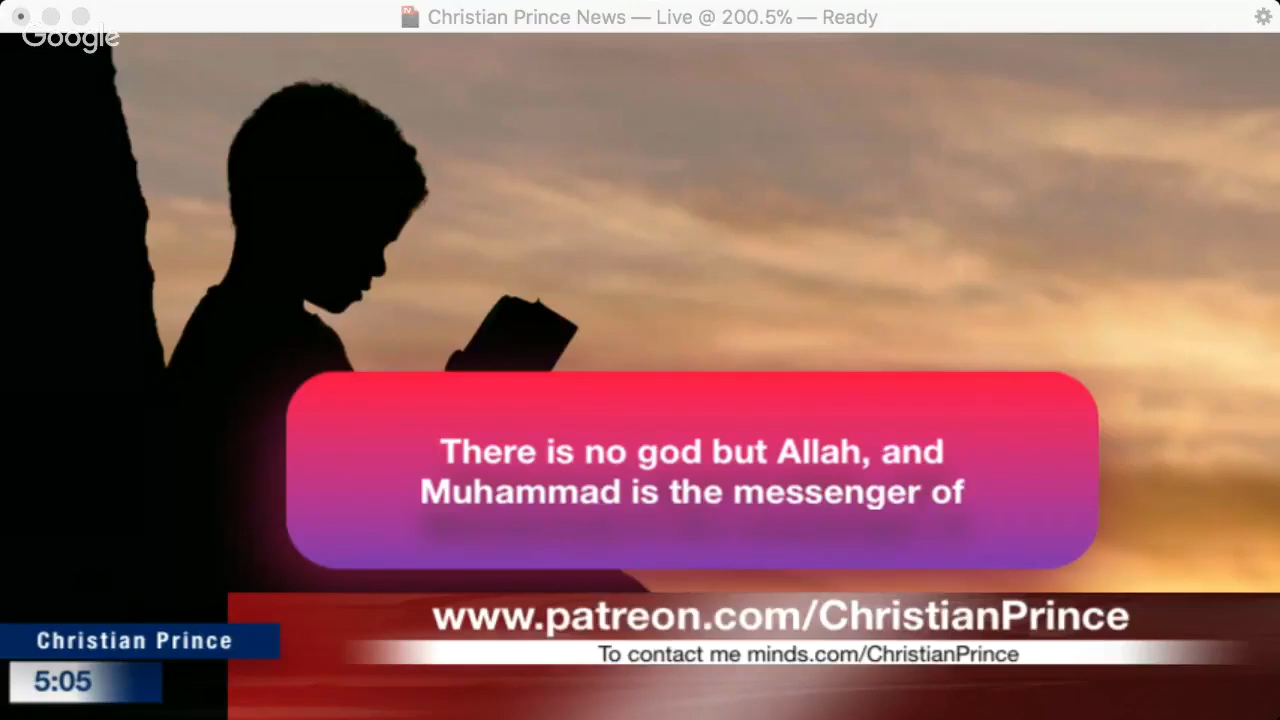 Christian Prince News — Live @ 200.5% — Ready
Google
There is no god but Allah, and
Muhammad is the messenger of
www.patreon.com/ChristianPrince
Christian Prince
To contact me minds.com/ChristianPrince
5:05